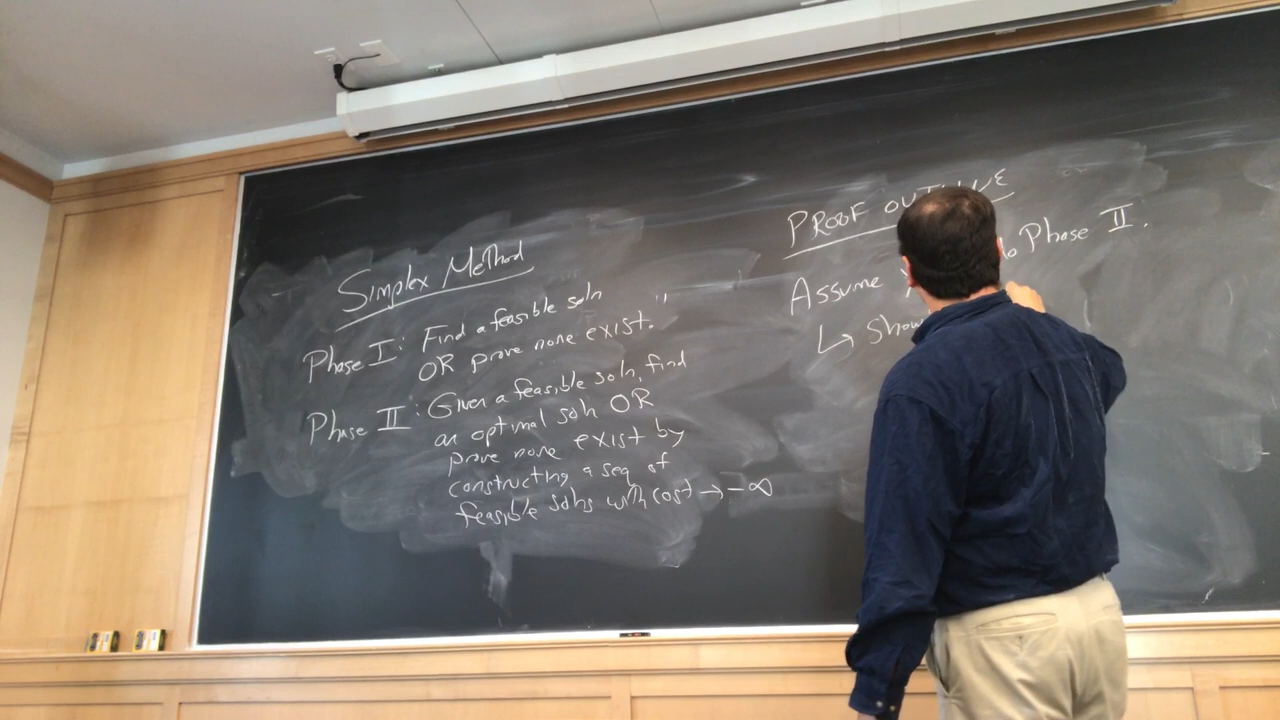 Simplex Method
Phase I: Find a feasible soln
OR prove none exist."
Phase II: Given a feasible soln, find
an optimal soln OR
prove none exist by
constructing a seq of
feasible solns with cost → -∞
PROOF OUTLINE
Assume Phase II.
↳ Show